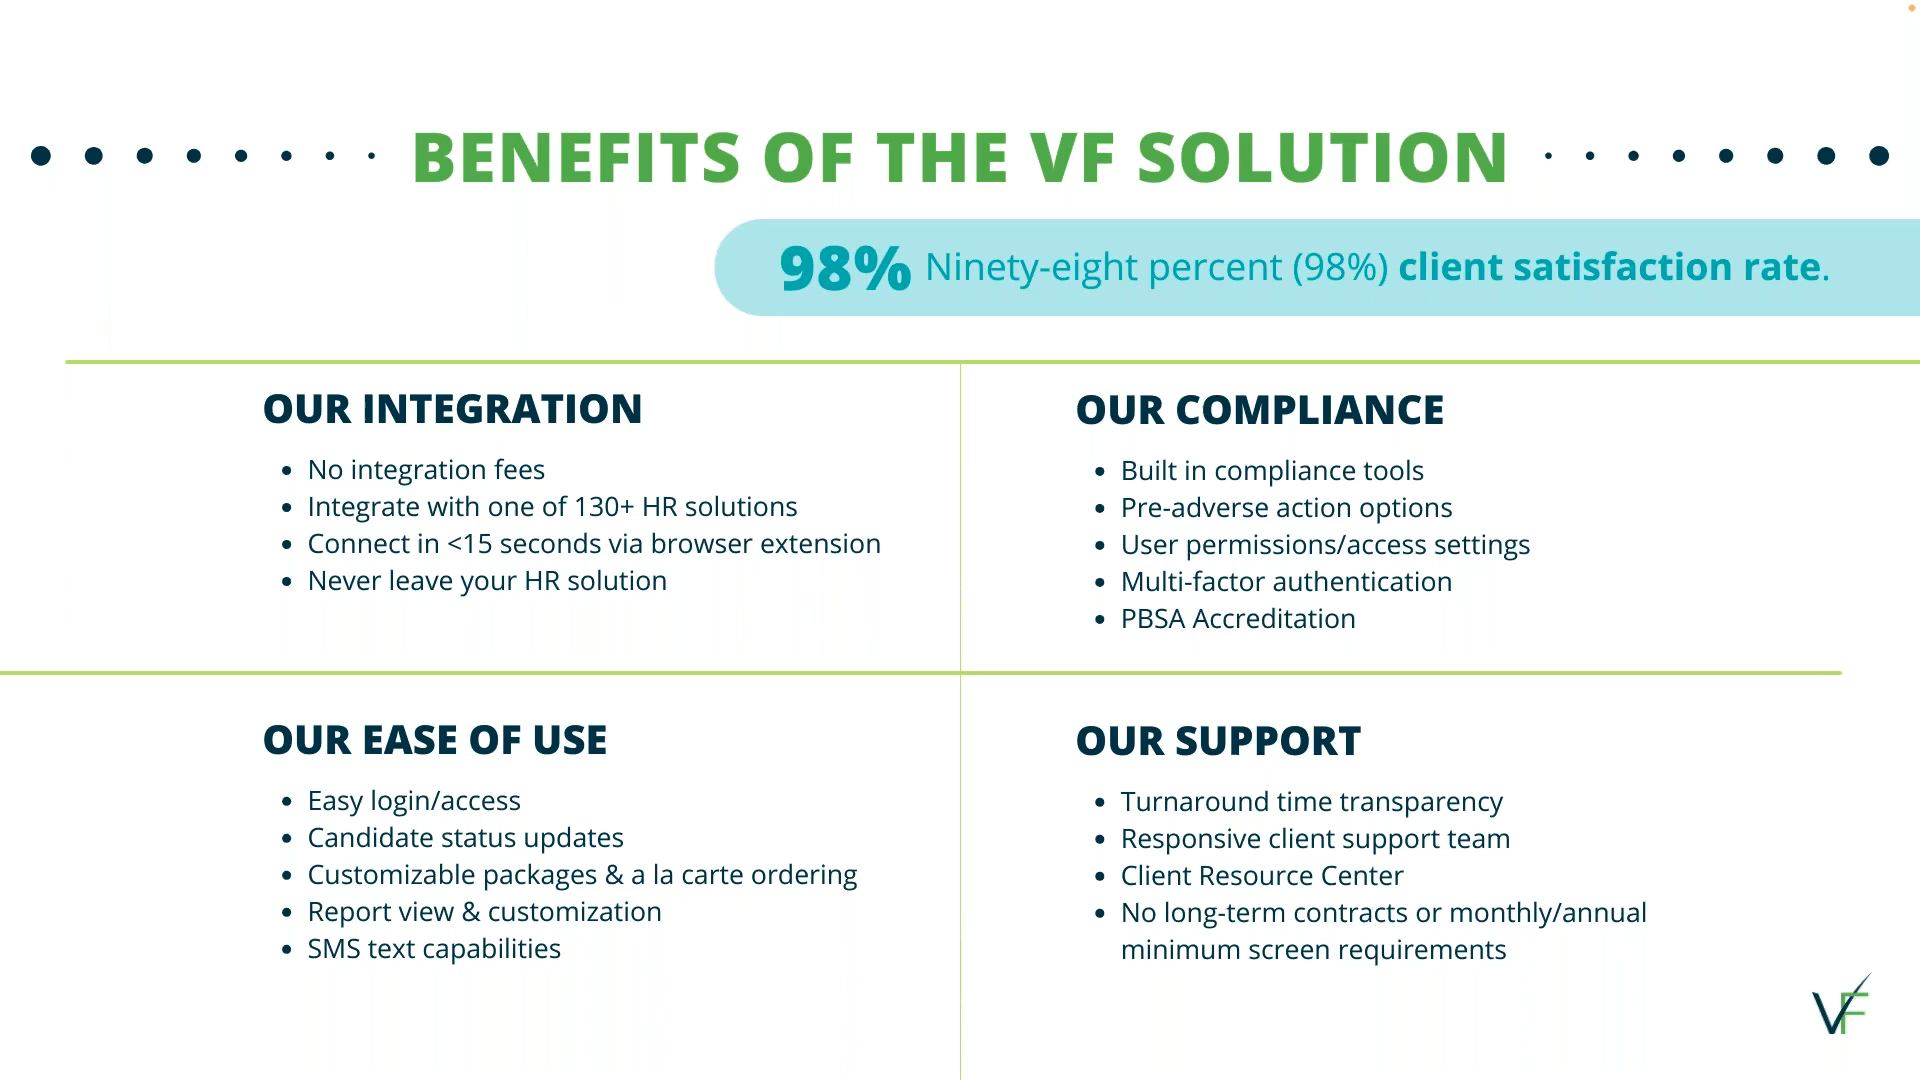 BENEFITS OF THE VF SOLUTION
98% Ninety-eight percent (98%) client satisfaction rate.
OUR INTEGRATION
• No integration fees
• Integrate with one of 130+ HR solutions
• Connect in <15 seconds via browser extension
• Never leave your HR solution
OUR COMPLIANCE
• Built in compliance tools
• Pre-adverse action options
• User permissions/access settings
• Multi-factor authentication
• PBSA Accreditation
OUR EASE OF USE
• Easy login/access
• Candidate status updates
• Customizable packages & a la carte ordering
• Report view & customization
• SMS text capabilities
OUR SUPPORT
• Turnaround time transparency
• Responsive client support team
• Client Resource Center
• No long-term contracts or monthly/annual
minimum screen requirements
VF